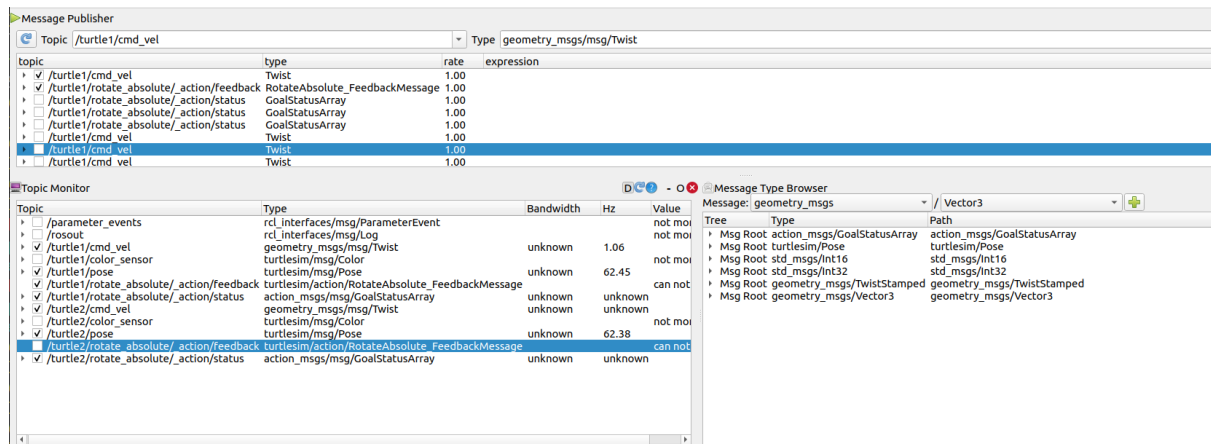 Message Publisher
Topic /turtle1/cmd_vel Type geometry_msgs/msg/Twist
topic type rate expression
/turtle1/cmd_vel Twist 1.00
/turtle1/rotate_absolute/_action/feedback RotateAbsolute_FeedbackMessage 1.00
/turtle1/rotate_absolute/_action/status GoalStatusArray 1.00
/turtle1/rotate_absolute/_action/status GoalStatusArray 1.00
/turtle1/rotate_absolute/_action/status GoalStatusArray 1.00
/turtle1/cmd_vel Twist 1.00
/turtle1/cmd_vel Twist 1.00
/turtle1/cmd_vel Twist 1.00
Topic Monitor D ? - O
Topic Type Bandwidth Hz Value
/parameter_events rcl_interfaces/msg/ParameterEvent not mo
/rosout rcl_interfaces/msg/Log not mo
/turtle1/cmd_vel geometry_msgs/msg/Twist unknown 1.06
/turtle1/color_sensor turtlesim/msg/Color not mo
/turtle1/pose turtlesim/msg/Pose unknown 62.45
/turtle1/rotate_absolute/_action/feedback turtlesim/action/RotateAbsolute_FeedbackMessage can not
/turtle1/rotate_absolute/_action/status action_msgs/msg/GoalStatusArray unknown unknown
/turtle2/cmd_vel geometry_msgs/msg/Twist unknown unknown
/turtle2/color_sensor turtlesim/msg/Color not mo
/turtle2/pose turtlesim/msg/Pose unknown 62.38
/turtle2/rotate_absolute/_action/feedback turtlesim/action/RotateAbsolute_FeedbackMessage can not
/turtle2/rotate_absolute/_action/status action_msgs/msg/GoalStatusArray unknown unknown
Message Type Browser
Message: geometry_msgs / Vector3
Tree Type Path
Msg Root action_msgs/GoalStatusArray action_msgs/GoalStatusArray
Msg Root turtlesim/Pose turtlesim/Pose
Msg Root std_msgs/Int16 std_msgs/Int16
Msg Root std_msgs/Int32 std_msgs/Int32
Msg Root geometry_msgs/TwistStamped geometry_msgs/TwistStamped
Msg Root geometry_msgs/Vector3 geometry_msgs/Vector3